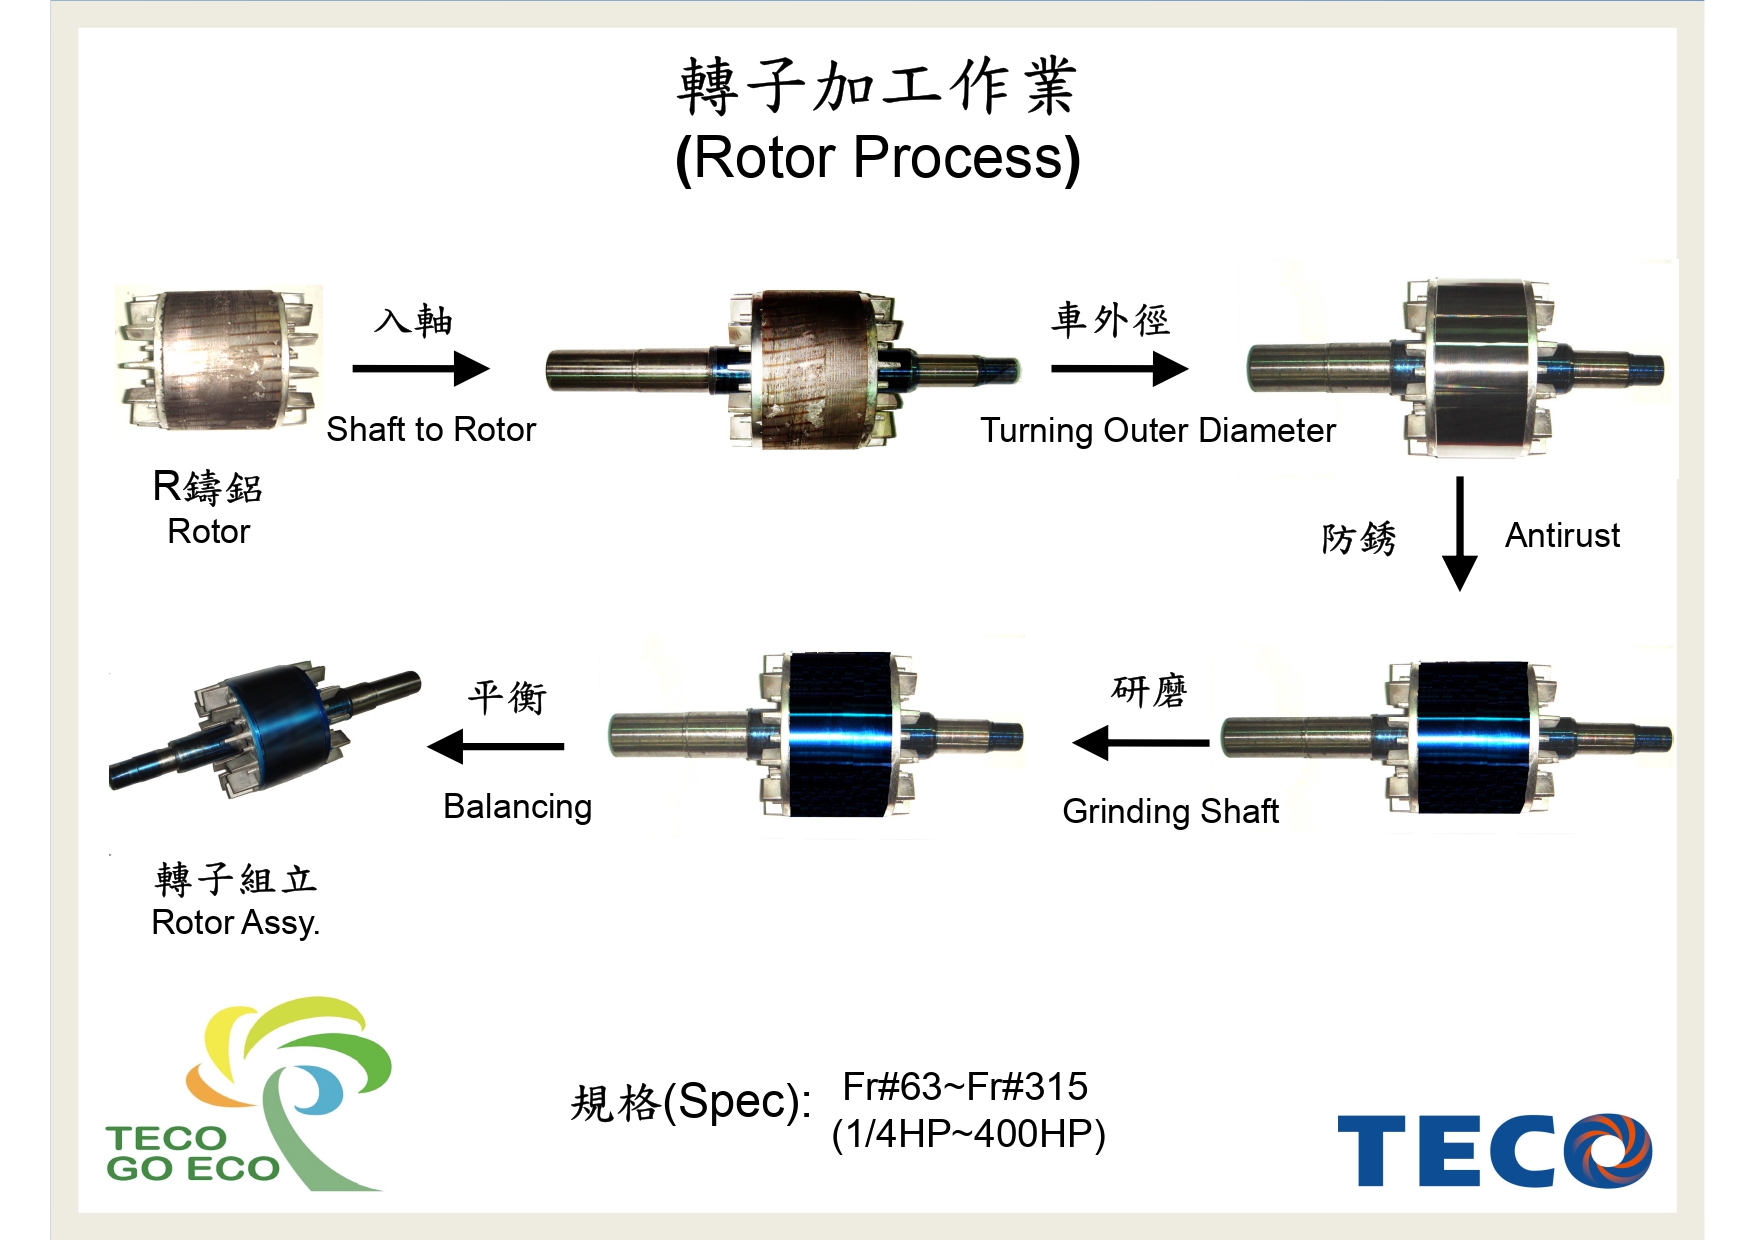 轉子加工作業
(Rotor Process)
入軸
Shaft to Rotor
車外徑
Turning Outer Diameter
R鑄鋁
Rotor
防銹
Antirust
研磨
Grinding Shaft
平衡
Balancing
轉子組立
Rotor Assy.
TECO
GO ECO
規格(Spec):
Fr#63~Fr#315
(1/4HP~400HP)
TECO